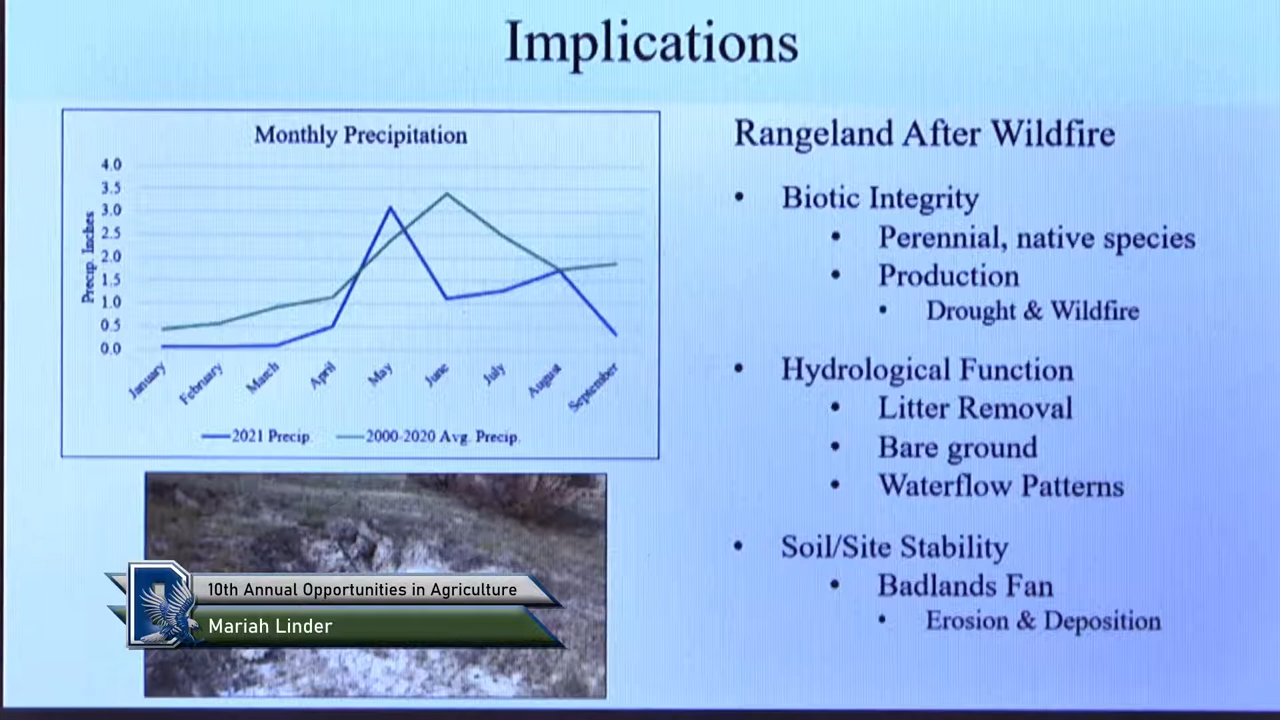 Implications
Monthly Precipitation
Precip. Inches
4.0
3.5
3.0
2.5
2.0
1.5
1.0
0.5
0.0
January
February
March
April
May
June
July
August
September
2021 Precip.
2000-2020 Avg. Precip.
Rangeland After Wildfire
• Biotic Integrity
• Perennial, native species
• Production
• Drought & Wildfire
• Hydrological Function
• Litter Removal
• Bare ground
• Waterflow Patterns
• Soil/Site Stability
• Badlands Fan
• Erosion & Deposition
10th Annual Opportunities in Agriculture
Mariah Linder